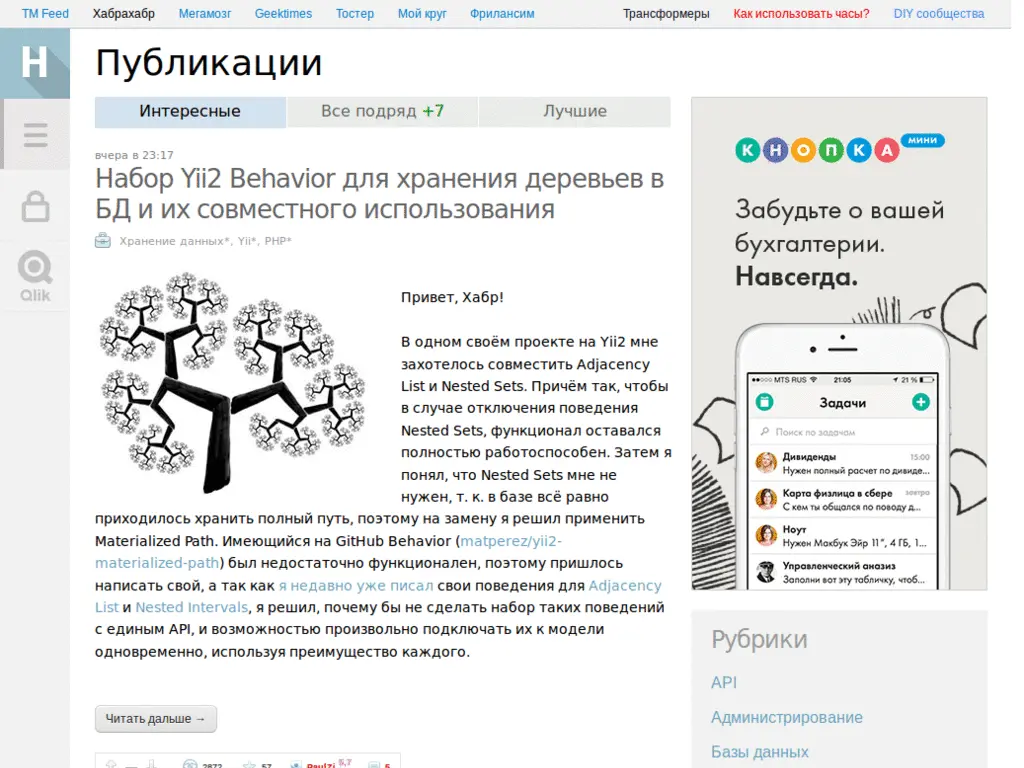 TM Feed Хабрахабр Мегамозг Geektimes Тостер Мой круг Фрилансим Трансформеры Как использовать часы? DIY сообщества
H
Публикации
Интересные Все подряд +7 Лучшие
вчера в 23:17
Набор Yii2 Behavior для хранения деревьев в
БД и их совместного использования
Хранение данных*, Yii*, PHP*
Qlik
Привет, Хабр!
В одном своём проекте на Yii2 мне
захотелось совместить Adjacency
List и Nested Sets. Причём так, чтобы
в случае отключения поведения
Nested Sets, функционал оставался
полностью работоспособен. Затем я
понял, что Nested Sets мне не
нужен, т. к. в базе всё равно
приходилось хранить полный путь, поэтому на замену я решил применить
Materialized Path. Имеющийся на GitHub Behavior (matperez/yii2-
materialized-path) был недостаточно функционален, поэтому пришлось
написать свой, а так как я недавно уже писал свои поведения для Adjacency
List и Nested Intervals, я решил, почему бы не сделать набор таких поведений
с единым API, и возможностью произвольно подключать их к модели
одновременно, используя преимущество каждого.
Читать дальше →
2872 57 PaulZi 5,7 5
КНОПКА МИНИ
Забудьте о вашей
бухгалтерии.
Навсегда.
MTS RUS 21:05 21 %
Задачи
Поиск по задачам
Дивиденды 15:00
Нужен полный расчет по дивиде...
Карта физлица в сбере завтра
С кем ты общался по поводу д...
Ноут
Нужен Макбук Эйр 11", 4 ГБ, 1...
Управленческий анализ
Заполни вот эту табличку, чтоб...
Рубрики
API
Администрирование
Базы данных